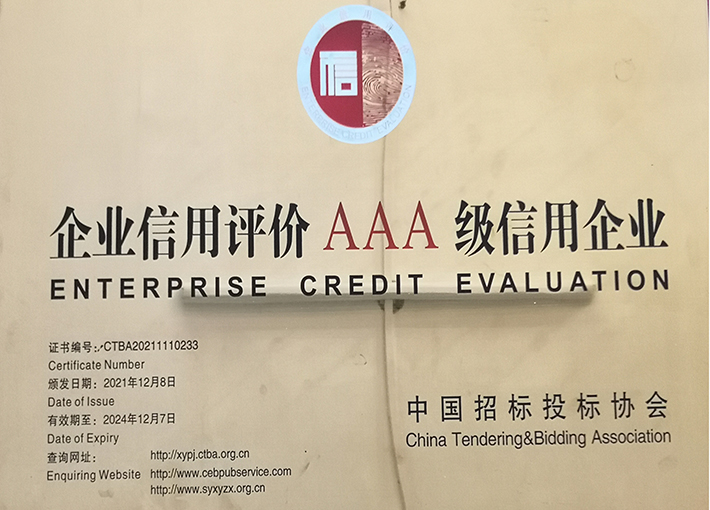 企业信用评价 AAA 级信用企业
ENTERPRISE CREDIT EVALUATION
证书编号:CTBA20211110233
Certificate Number
颁发日期:2021年12月8日
Date of Issue
有效期至:2024年12月7日
Date of Expiry
查询网址: http://xypj.ctba.org.cn
Enquiring Website http://www.cebpubservice.com
http://www.syxyzx.org.cn
中国招标投标协会
China Tendering&Bidding Association